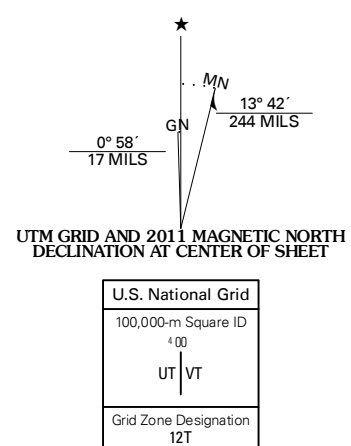 ★
MN
GN
13° 42´
244 MILS
0° 58´
17 MILS
UTM GRID AND 2011 MAGNETIC NORTH
DECLINATION AT CENTER OF SHEET
U.S. National Grid
100,000-m Square ID
4 00
UT VT
Grid Zone Designation
12T